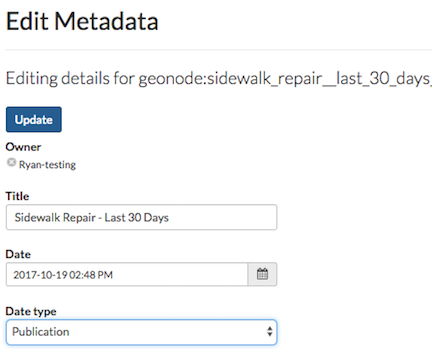 Edit Metadata
Editing details for geonode:sidewalk_repair__last_30_days_
Update
Owner
Ryan-testing
Title
Sidewalk Repair - Last 30 Days
Date
2017-10-19 02:48 PM
Date type
Publication